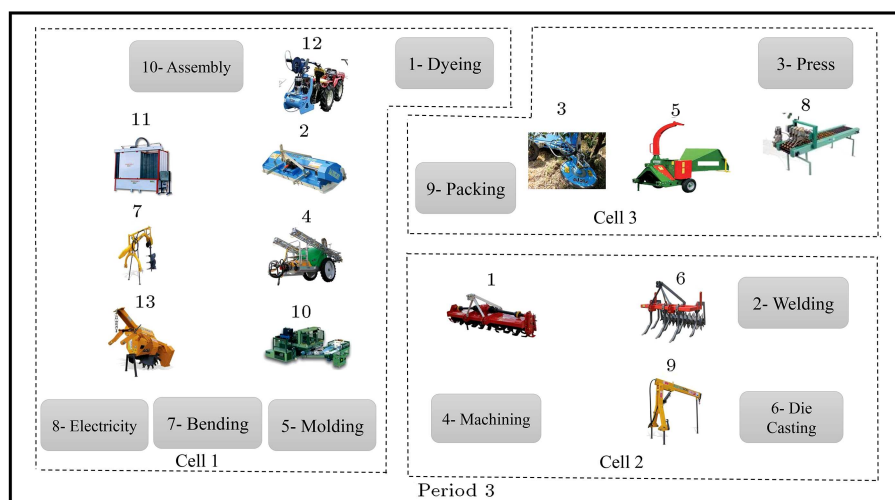 12
10- Assembly
1- Dyeing
3- Press
11
2
3
5
8
9- Packing
Cell 3
7
4
1
6
2- Welding
13
10
9
8- Electricity
7- Bending
5- Molding
4- Machining
6- Die
Casting
Cell 1
Cell 2
Period 3